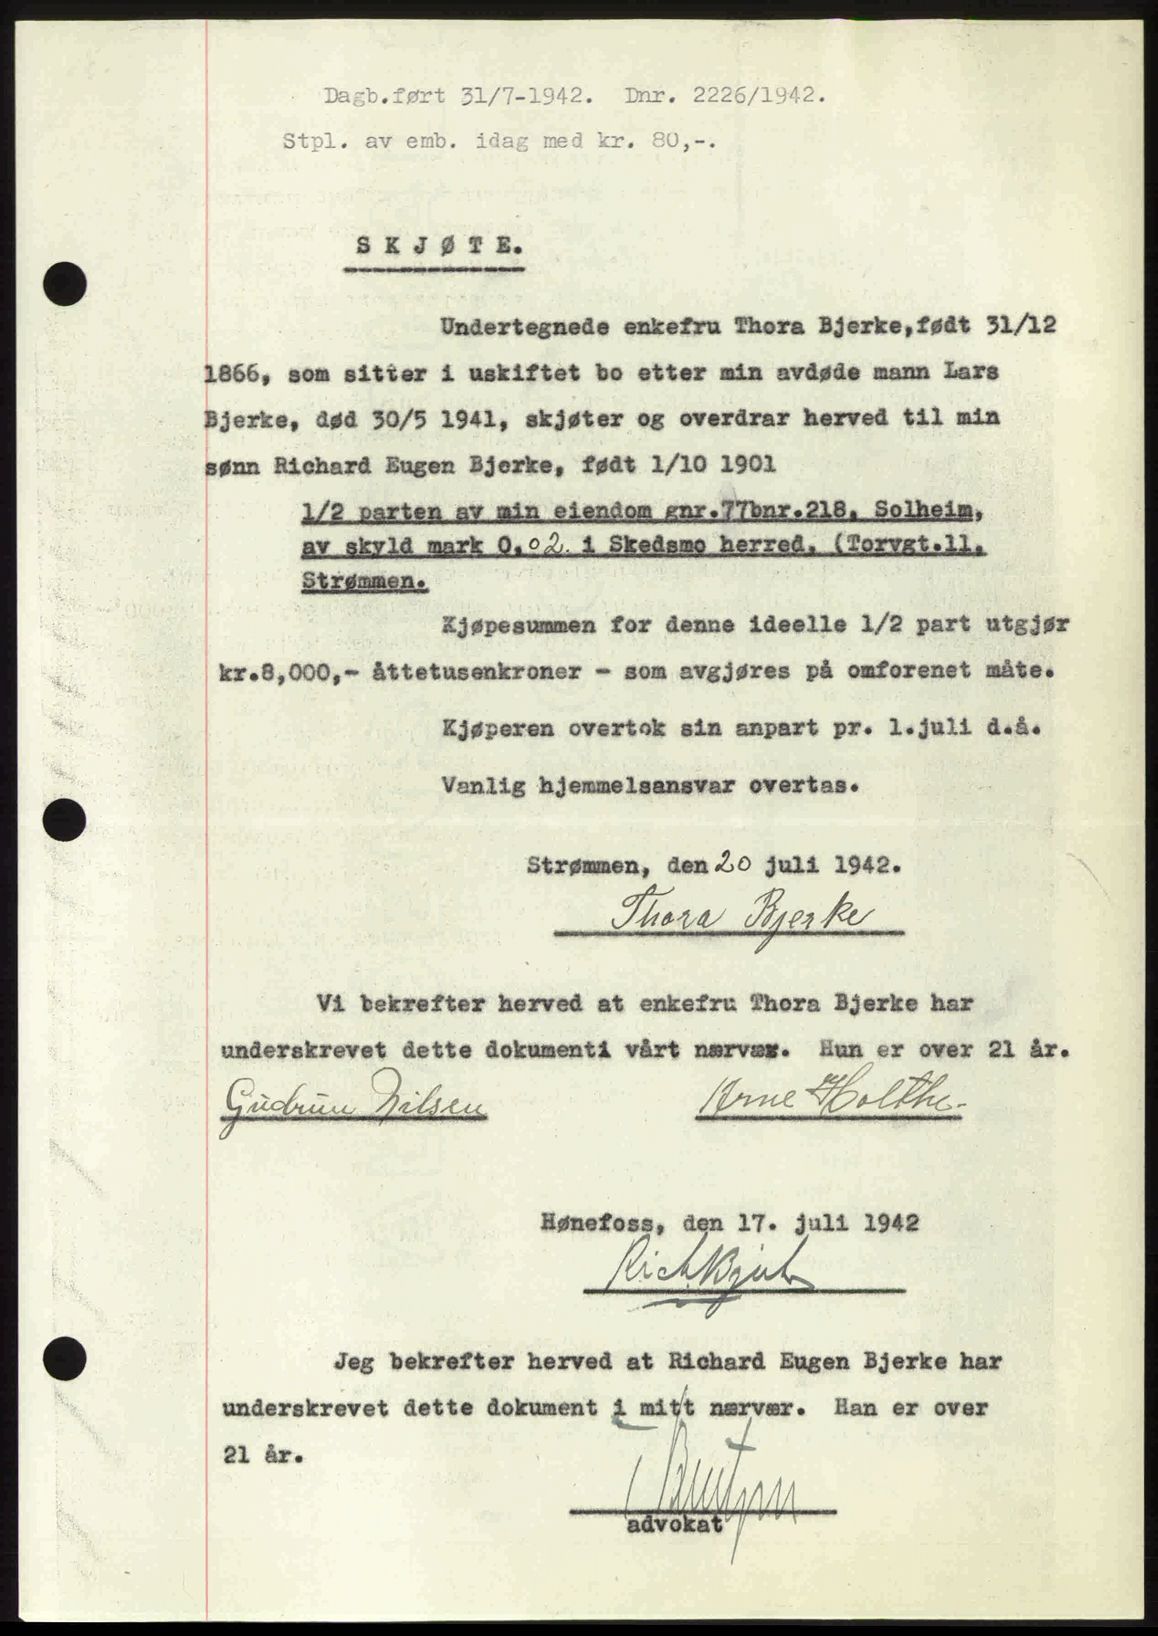 Dagb.ført 31/7-1942. Dnr. 2226/1942.
Stpl. av emb. idag med kr. 80,-.
S K J Ø T E.
Undertegnede enkefru Thora Bjerke,født 31/12
1866, som sitter i uskiftet bo etter min avdøde mann Lars
Bjerke, død 30/5 1941, skjøter og overdrar herved til min
sønn Richard Eugen Bjerke, født 1/10 1901
1/2 parten av min eiendom gnr.77bnr.218, Solheim,
av skyld mark 0,02. i Skedsmo herred, (Torvgt.11,
Strømmen.
Kjøpesummen for denne ideelle 1/2 part utgjør
kr.8,000,- åttetusenkroner - som avgjøres på omforenet måte.
Kjøperen overtok sin anpart pr. 1.juli d.å.
Vanlig hjemmelsansvar overtas.
Strømmen, den 20 juli 1942.
Thora Bjerke
Vi bekrefter herved at enkefru Thora Bjerke har
underskrevet dette dokumenti vårt nærvær. Hun er over 21 år.
Gudrun Nilsen Arne Holthe
Hønefoss, den 17. juli 1942
Rich Bjerke
Jeg bekrefter herved at Richard Eugen Bjerke har
underskrevet dette dokument i mitt nærvær. Han er over
21 år.
advokat